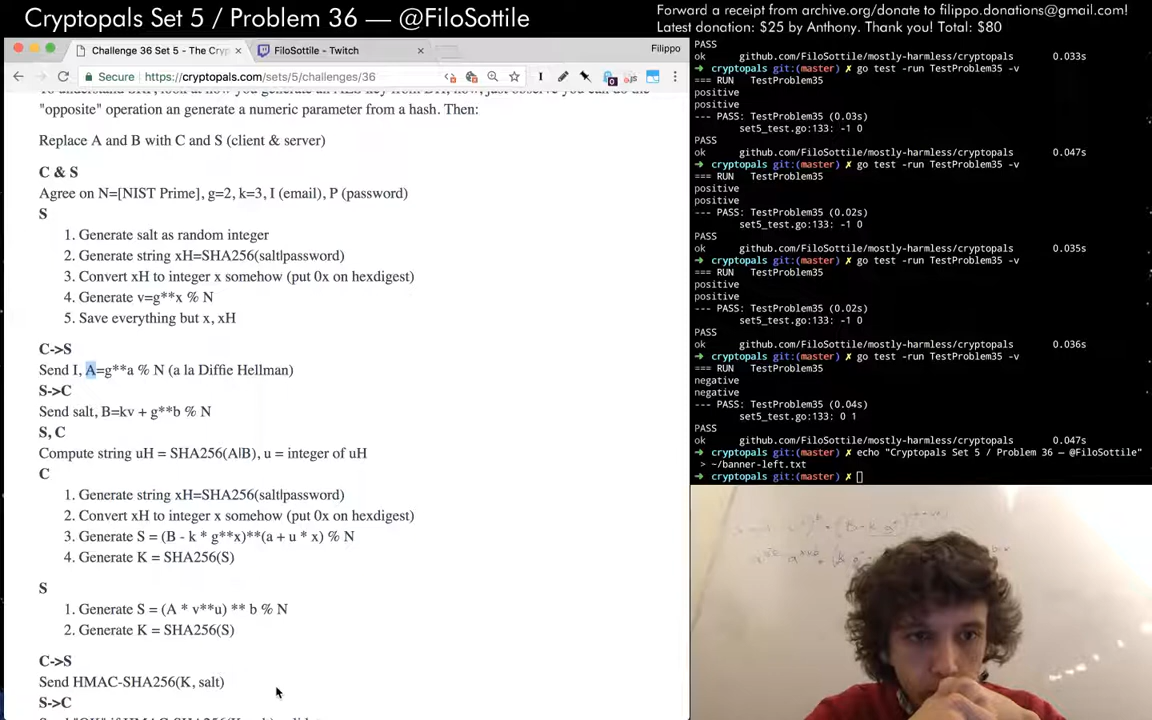 Cryptopals Set 5 / Problem 36 — @FiloSottile
Forward a receipt from archive.org/donate to filippo.donations@gmail.com!
Latest donation: $25 by Anthony. Thank you! Total: $80
Challenge 36 Set 5 - The Cryp
FiloSottile - Twitch
Filippo
Secure
https://cryptopals.com/sets/5/challenges/36
"opposite" operation an generate a numeric parameter from a hash. Then:
Replace A and B with C and S (client & server)
C & S
Agree on N=[NIST Prime], g=2, k=3, I (email), P (password)
S
1. Generate salt as random integer
2. Generate string xH=SHA256(salt|password)
3. Convert xH to integer x somehow (put 0x on hexdigest)
4. Generate v=g**x % N
5. Save everything but x, xH
C->S
Send I, A=g**a % N (a la Diffie Hellman)
S->C
Send salt, B=kv + g**b % N
S, C
Compute string uH = SHA256(A|B), u = integer of uH
C
1. Generate string xH=SHA256(salt|password)
2. Convert xH to integer x somehow (put 0x on hexdigest)
3. Generate S = (B - k * g**x)**(a + u * x) % N
4. Generate K = SHA256(S)
S
1. Generate S = (A * v**u) ** b % N
2. Generate K = SHA256(S)
C->S
Send HMAC-SHA256(K, salt)
S->C
PASS
ok github.com/FiloSottile/mostly-harmless/cryptopals 0.033s
➜ cryptopals git:(master) ✗ go test -run TestProblem35 -v
=== RUN TestProblem35
positive
positive
--- PASS: TestProblem35 (0.03s)
set5_test.go:133: -1 0
PASS
ok github.com/FiloSottile/mostly-harmless/cryptopals 0.047s
➜ cryptopals git:(master) ✗ go test -run TestProblem35 -v
=== RUN TestProblem35
positive
positive
--- PASS: TestProblem35 (0.02s)
set5_test.go:133: -1 0
PASS
ok github.com/FiloSottile/mostly-harmless/cryptopals 0.035s
➜ cryptopals git:(master) ✗ go test -run TestProblem35 -v
=== RUN TestProblem35
positive
positive
--- PASS: TestProblem35 (0.02s)
set5_test.go:133: -1 0
PASS
ok github.com/FiloSottile/mostly-harmless/cryptopals 0.036s
➜ cryptopals git:(master) ✗ go test -run TestProblem35 -v
=== RUN TestProblem35
negative
negative
--- PASS: TestProblem35 (0.04s)
set5_test.go:133: 0 1
PASS
ok github.com/FiloSottile/mostly-harmless/cryptopals 0.047s
➜ cryptopals git:(master) ✗ echo "Cryptopals Set 5 / Problem 36 — @FiloSottile"
> ~/banner-left.txt
➜ cryptopals git:(master) ✗